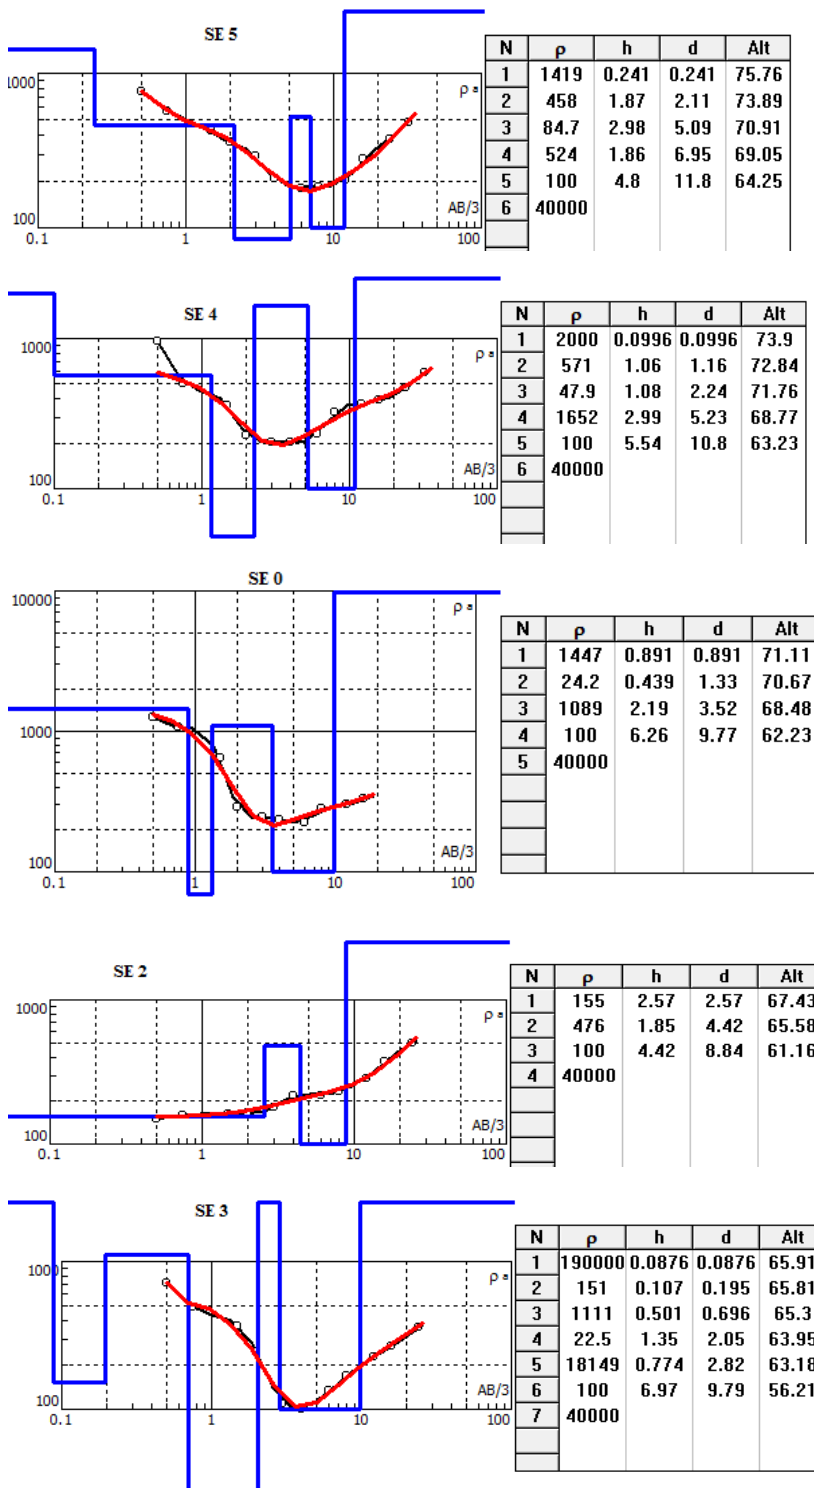 SE 5
1000
100
0.1 1 10 100
ρ a
AB/3
N ρ h d Alt
1 1419 0.241 0.241 75.76
2 458 1.87 2.11 73.89
3 84.7 2.98 5.09 70.91
4 524 1.86 6.95 69.05
5 100 4.8 11.8 64.25
6 40000
SE 4
1000
100
0.1 1 10 100
ρ a
AB/3
N ρ h d Alt
1 2000 0.0996 0.0996 73.9
2 571 1.06 1.16 72.84
3 47.9 1.08 2.24 71.76
4 1652 2.99 5.23 68.77
5 100 5.54 10.8 63.23
6 40000
SE 0
10000
1000
100
0.1 1 10 100
ρ a
AB/3
N ρ h d Alt
1 1447 0.891 0.891 71.11
2 24.2 0.439 1.33 70.67
3 1089 2.19 3.52 68.48
4 100 6.26 9.77 62.23
5 40000
SE 2
1000
100
0.1 1 10 100
ρ a
AB/3
N ρ h d Alt
1 155 2.57 2.57 67.43
2 476 1.85 4.42 65.58
3 100 4.42 8.84 61.16
4 40000
SE 3
1000
100
0.1 1 10 100
ρ a
AB/3
N ρ h d Alt
1 190000 0.0876 0.0876 65.91
2 151 0.107 0.195 65.81
3 1111 0.501 0.696 65.3
4 22.5 1.35 2.05 63.95
5 18149 0.774 2.82 63.18
6 100 6.97 9.79 56.21
7 40000